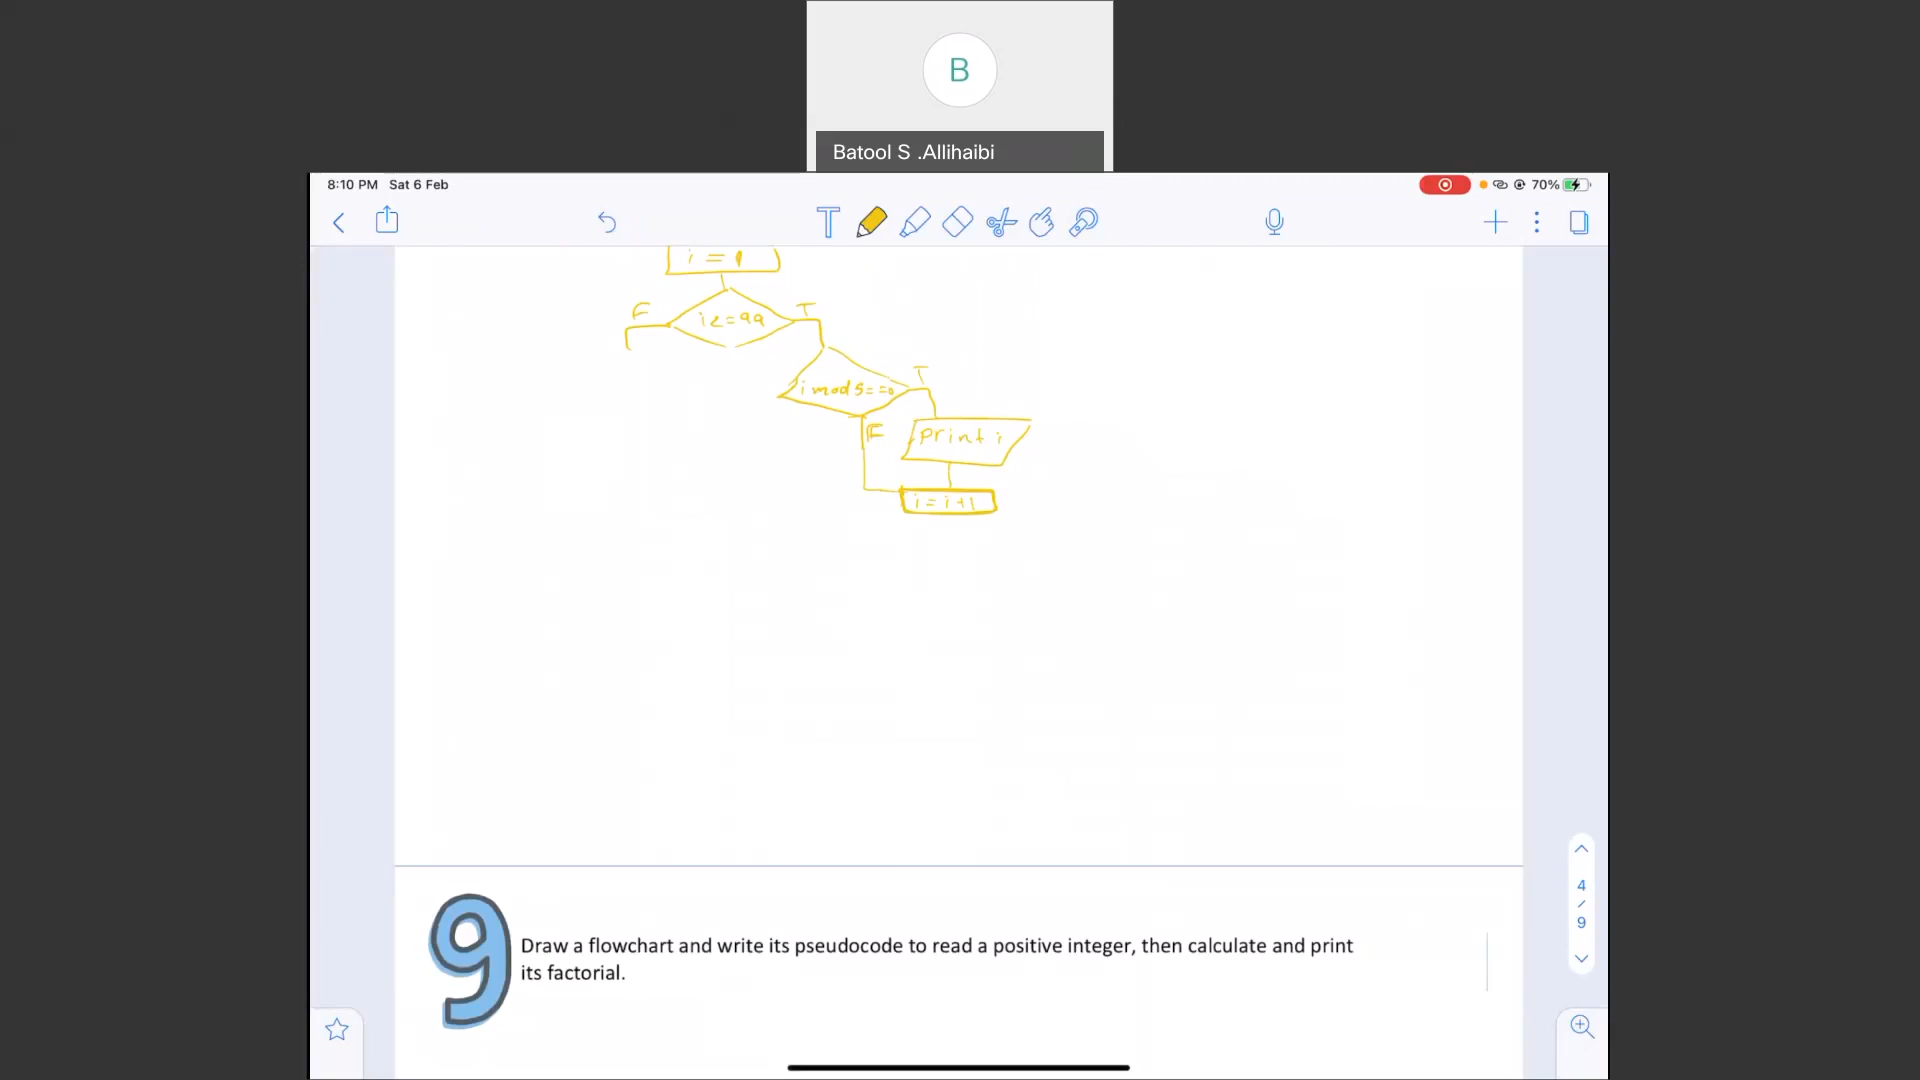 B
Batool S .Allihaibi
8:10 PM Sat 6 Feb
70%
T
i = 1
F
i<=99
T
i mod 5==0
T
F
print i
i = i+1
4
/
9
9
Draw a flowchart and write its pseudocode to read a positive integer, then calculate and print
its factorial.